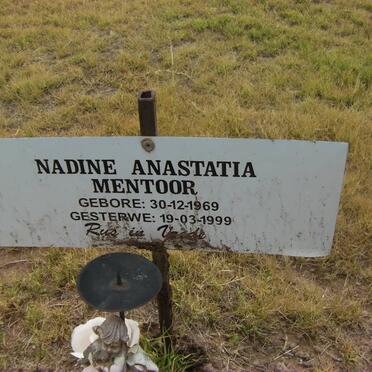 NADINE ANASTATIA
MENTOOR
GEBORE: 30-12-1969
GESTERWE: 19-03-1999
Rus in Vrede